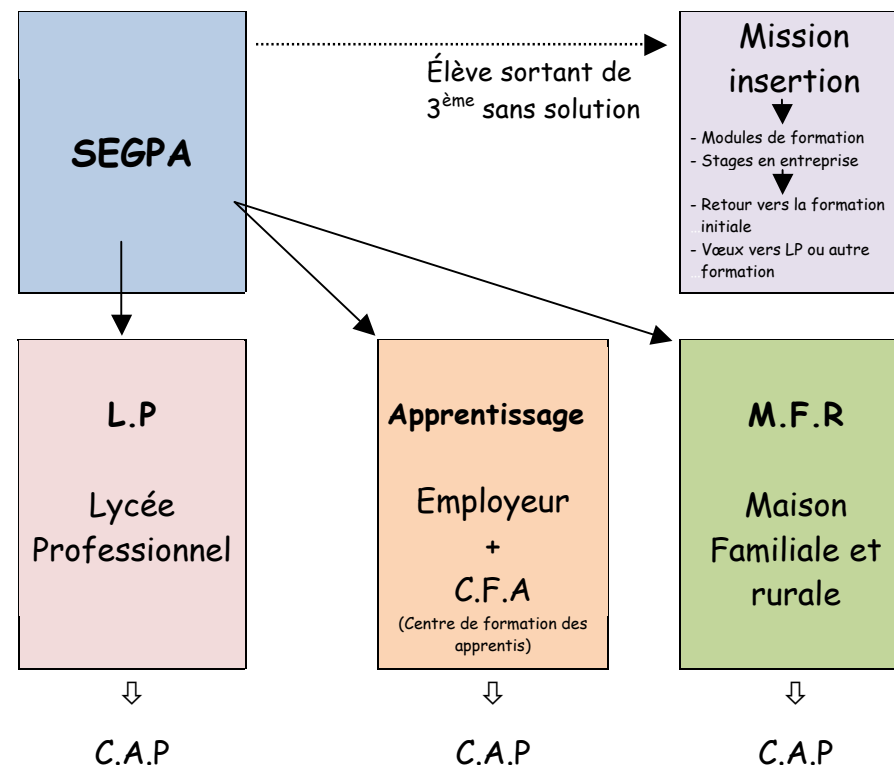 SEGPA
Élève sortant de
3ème sans solution
Mission
insertion
- Modules de formation
- Stages en entreprise
- Retour vers la formation
...initiale
- Vœux vers LP ou autre
...formation
L.P
Lycée
Professionnel
Apprentissage
Employeur
+
C.F.A
(Centre de formation des
apprentis)
M.F.R
Maison
Familiale et
rurale
C.A.P
C.A.P
C.A.P